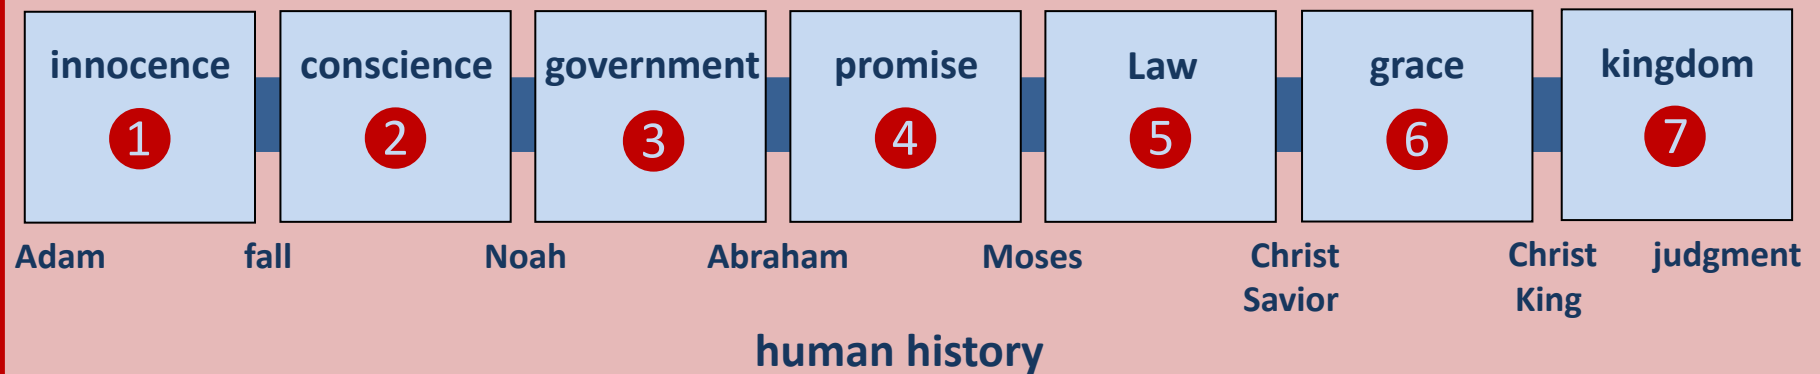 innocence conscience government promise Law grace kingdom
1 2 3 4 5 6 7
Adam fall Noah Abraham Moses Christ Christ judgment
Savior King
human history